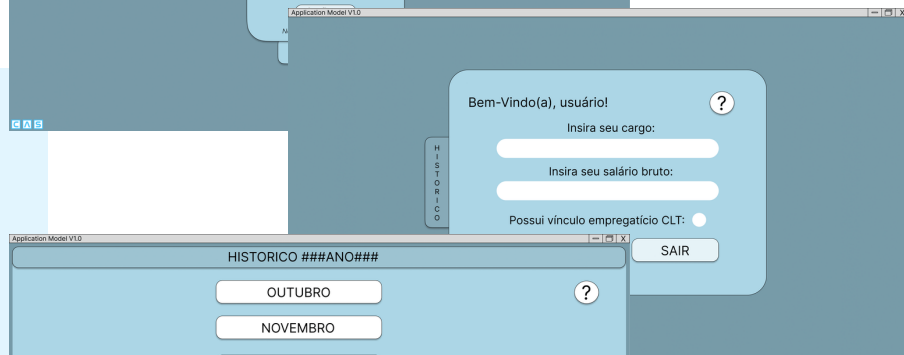 Application Model V1.0
X
Bem-Vindo(a), usuário!
?
Insira seu cargo:
HISTORICO
Insira seu salário bruto:
Possui vínculo empregatício CLT:
SAIR
CAS
Application Model V1.0
X
HISTORICO ###ANO###
OUTUBRO
?
NOVEMBRO